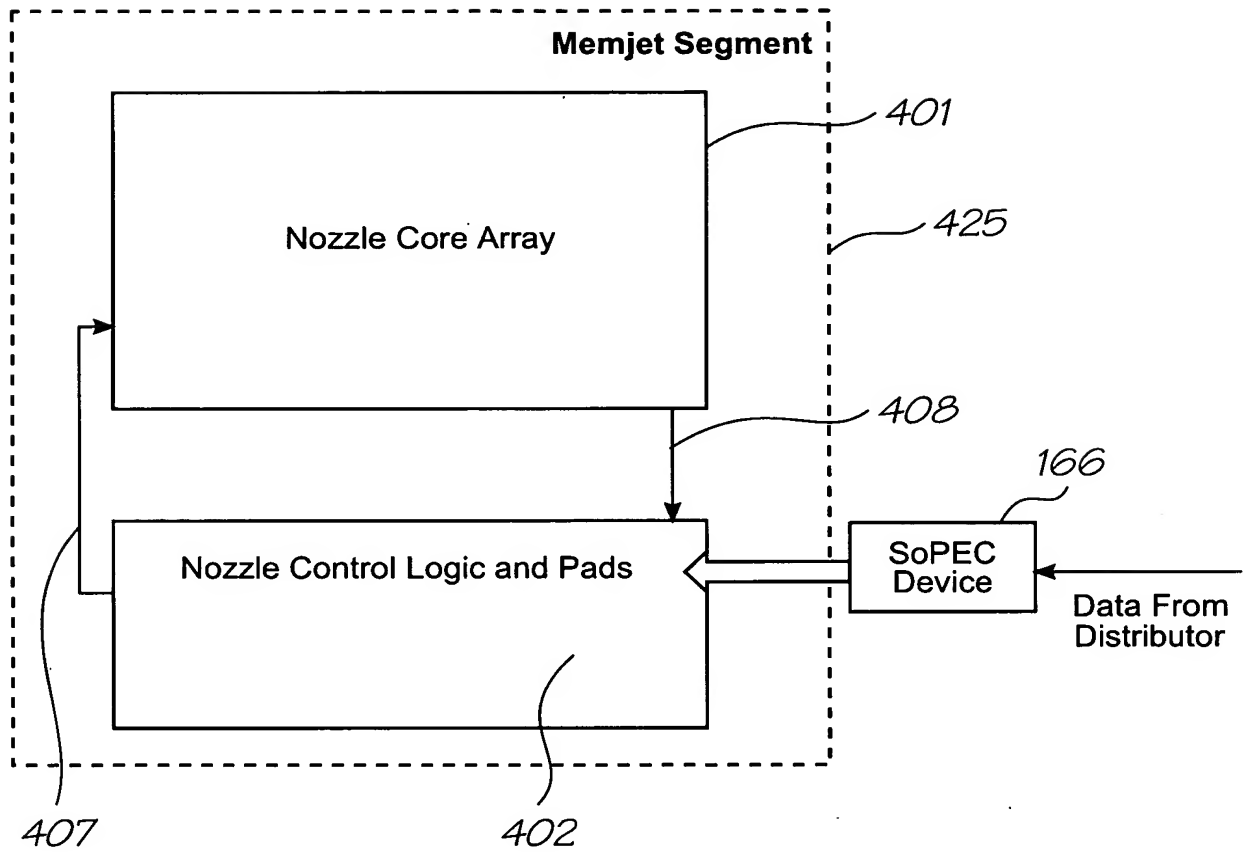 Memjet Segment
401
Nozzle Core Array
425
408
166
SoPEC
Device
Nozzle Control Logic and Pads
Data From
Distributor
407
402